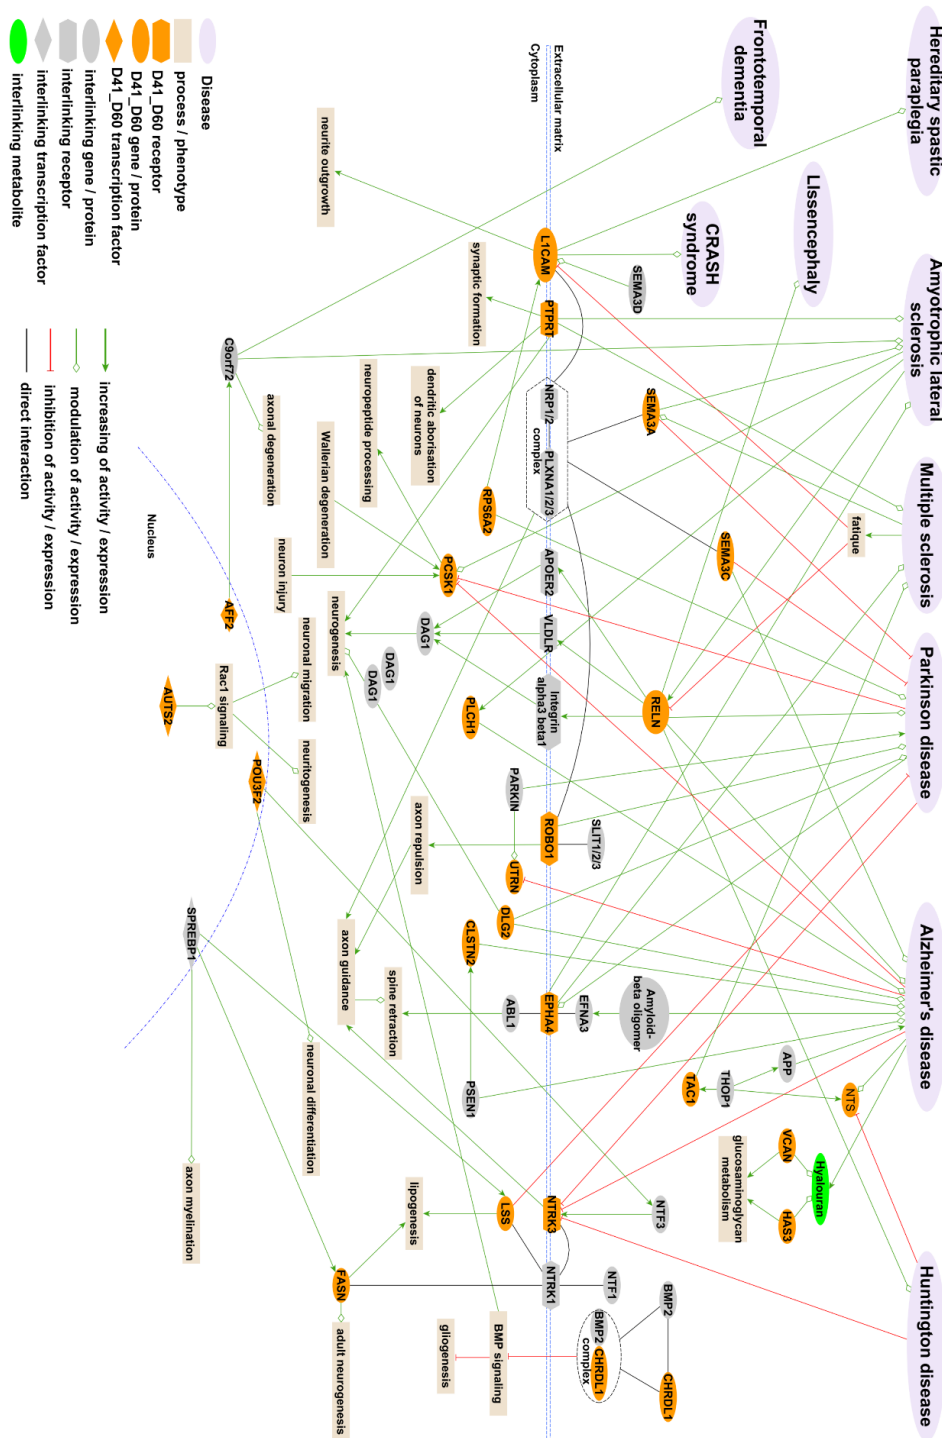 Hereditary spastic
paraplegia
Amyotrophic lateral
sclerosis
Multiple sclerosis
Parkinson disease
Alzheimer's disease
Huntington disease
Frontotemporal
dementia
LIssencephaly
CRASH
syndrome
fatique
SEMA3D
SEMA3A
SEMA3C
RELN
SLIT1/2/3
Amyloid-
beta oligomer
EFNA3
APP
THOP1
TAC1
NTS
Hyalouran
VCAN
HAS3
glucosaminoglycan
metabolism
NTF3
NTF1
BMP2
CHRDL1
BMP2
CHRDL1
complex
Extracellular matrix
Cytoplasm
L1CAM
PTPRT
NRP1/2
PLXNA1/2/3
complex
APOER2
VLDLR
Integrin
alpha3 beta1
ROBO1
EPHA4
NTRK3
NTRK1
neurite outgrowth
synaptic formation
dendritic aborisation
of neurons
neuropeptide processing
Wallerian degeneration
RPS6A2
PCSK1
neuron injury
DAG1
DAG1
DAG1
neurogenesis
PLCH1
PARKIN
UTRN
axon repulsion
DLG2
CLSTN2
ABL1
PSEN1
spine retraction
axon guidance
LSS
lipogenesis
FASN
BMP signaling
gliogenesis
adult neurogenesis
C9orf72
axonal degeneration
Nucleus
AFF2
neuronal migration
Rac1 signaling
neuritogenesis
AUTS2
POU3F2
SPREBP1
neuronal differentiation
axon myelination
Disease
process / phenotype
D41_D60 receptor
D41_D60 gene / protein
D41_D60 transcription factor
interlinking gene / protein
interlinking receptor
interlinking transcription factor
interlinking metabolite
increasing of activity / expression
modulation of activity / expression
inhibition of activity / expression
direct interaction